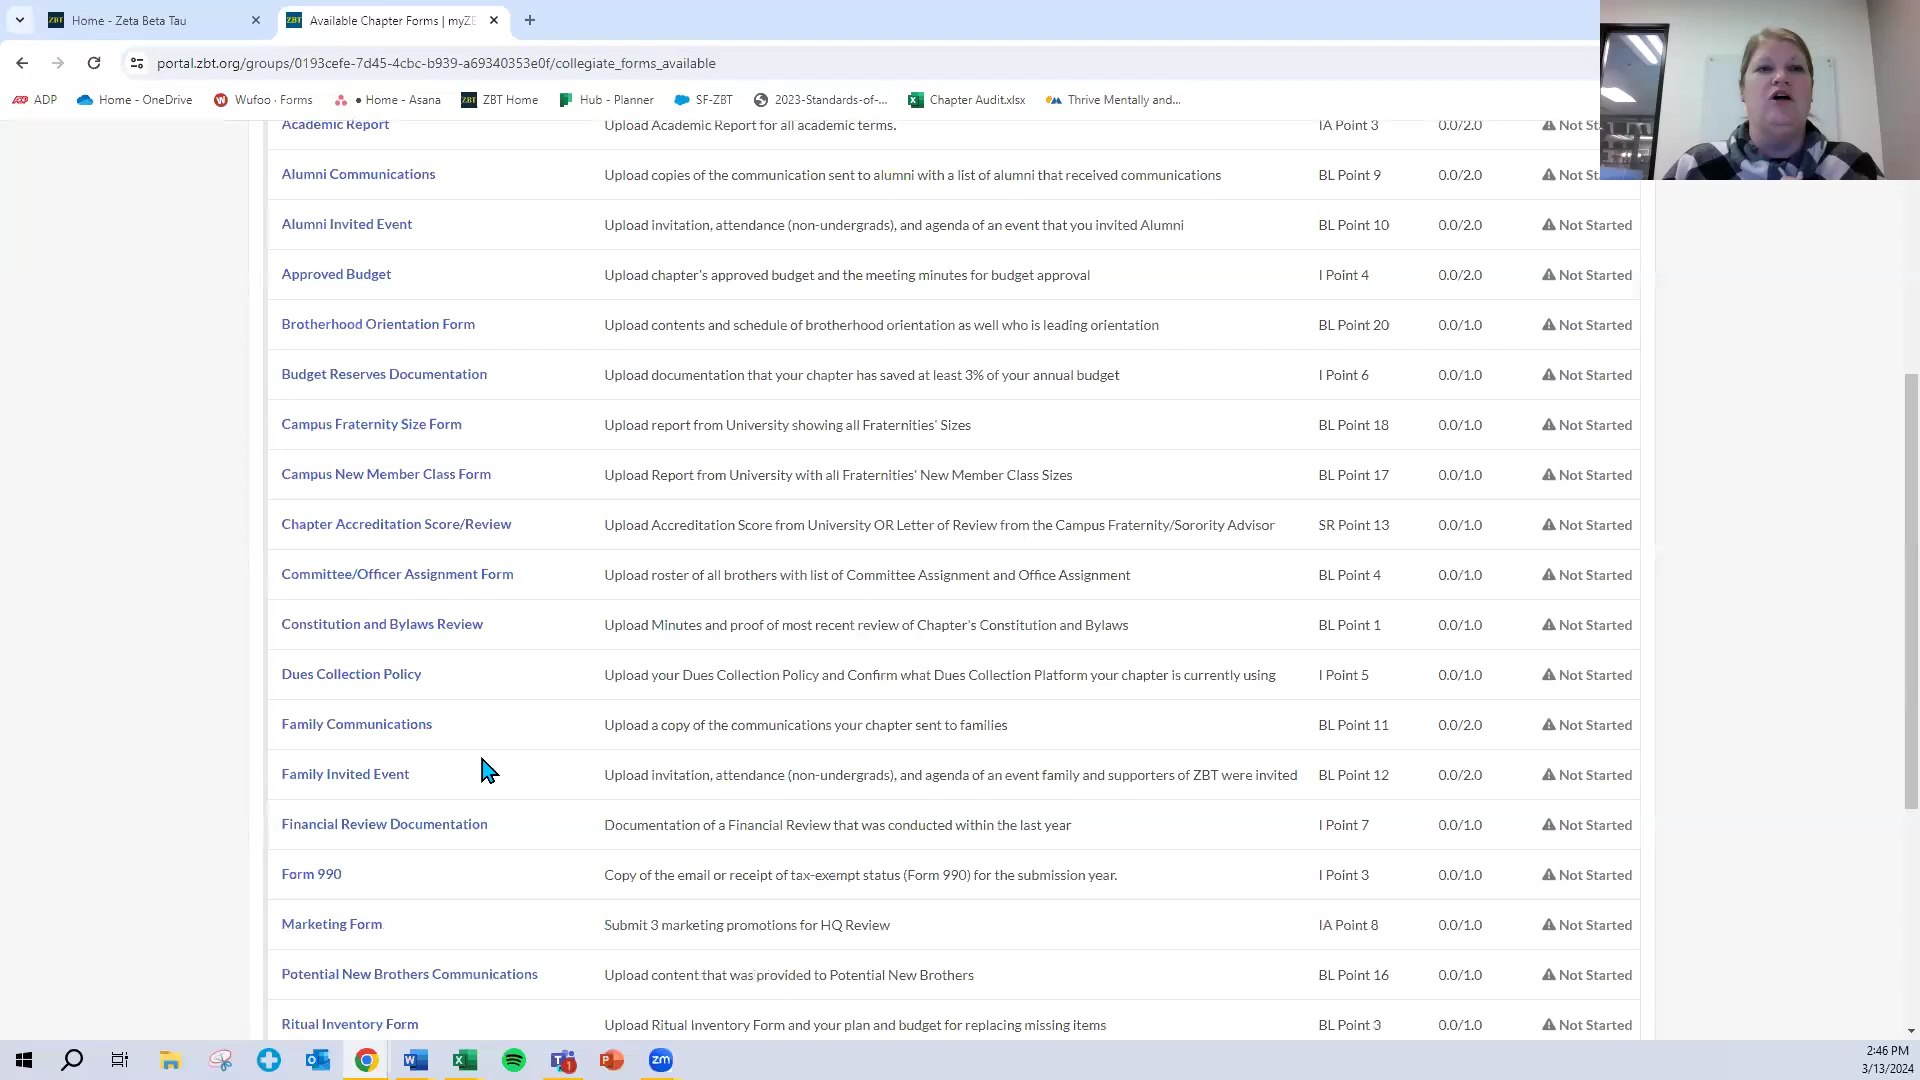 Home - Zeta Beta Tau
Available Chapter Forms | myZE
portal.zbt.org/groups/0193cefe-7d45-4cbc-b939-a69340353e0f/collegiate_forms_available
ADP Home - OneDrive Wufoo · Forms • Home - Asana ZBT Home Hub - Planner SF-ZBT 2023-Standards-of-... Chapter Audit.xlsx Thrive Mentally and...
Academic Report Upload Academic Report for all academic terms. IA Point 3 0.0/2.0 Not St
Alumni Communications Upload copies of the communication sent to alumni with a list of alumni that received communications BL Point 9 0.0/2.0 Not St
Alumni Invited Event Upload invitation, attendance (non-undergrads), and agenda of an event that you invited Alumni BL Point 10 0.0/2.0 Not Started
Approved Budget Upload chapter's approved budget and the meeting minutes for budget approval I Point 4 0.0/2.0 Not Started
Brotherhood Orientation Form Upload contents and schedule of brotherhood orientation as well who is leading orientation BL Point 20 0.0/1.0 Not Started
Budget Reserves Documentation Upload documentation that your chapter has saved at least 3% of your annual budget I Point 6 0.0/1.0 Not Started
Campus Fraternity Size Form Upload report from University showing all Fraternities' Sizes BL Point 18 0.0/1.0 Not Started
Campus New Member Class Form Upload Report from University with all Fraternities' New Member Class Sizes BL Point 17 0.0/1.0 Not Started
Chapter Accreditation Score/Review Upload Accreditation Score from University OR Letter of Review from the Campus Fraternity/Sorority Advisor SR Point 13 0.0/1.0 Not Started
Committee/Officer Assignment Form Upload roster of all brothers with list of Committee Assignment and Office Assignment BL Point 4 0.0/1.0 Not Started
Constitution and Bylaws Review Upload Minutes and proof of most recent review of Chapter's Constitution and Bylaws BL Point 1 0.0/1.0 Not Started
Dues Collection Policy Upload your Dues Collection Policy and Confirm what Dues Collection Platform your chapter is currently using I Point 5 0.0/1.0 Not Started
Family Communications Upload a copy of the communications your chapter sent to families BL Point 11 0.0/2.0 Not Started
Family Invited Event Upload invitation, attendance (non-undergrads), and agenda of an event family and supporters of ZBT were invited BL Point 12 0.0/2.0 Not Started
Financial Review Documentation Documentation of a Financial Review that was conducted within the last year I Point 7 0.0/1.0 Not Started
Form 990 Copy of the email or receipt of tax-exempt status (Form 990) for the submission year. I Point 3 0.0/1.0 Not Started
Marketing Form Submit 3 marketing promotions for HQ Review IA Point 8 0.0/1.0 Not Started
Potential New Brothers Communications Upload content that was provided to Potential New Brothers BL Point 16 0.0/1.0 Not Started
Ritual Inventory Form Upload Ritual Inventory Form and your plan and budget for replacing missing items BL Point 3 0.0/1.0 Not Started
zm
2:46 PM
3/13/2024